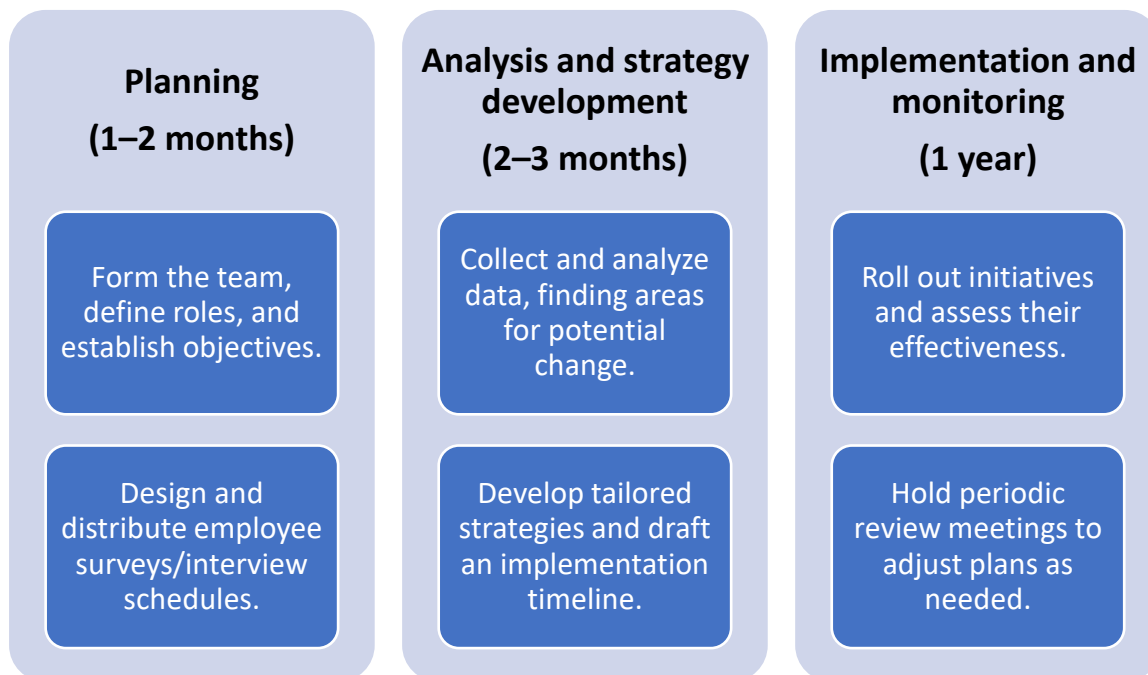 Planning
(1–2 months)
Form the team,
define roles, and
establish objectives.
Design and
distribute employee
surveys/interview
schedules.
Analysis and strategy
development
(2–3 months)
Collect and analyze
data, finding areas
for potential
change.
Develop tailored
strategies and draft
an implementation
timeline.
Implementation and
monitoring
(1 year)
Roll out initiatives
and assess their
effectiveness.
Hold periodic
review meetings to
adjust plans as
needed.